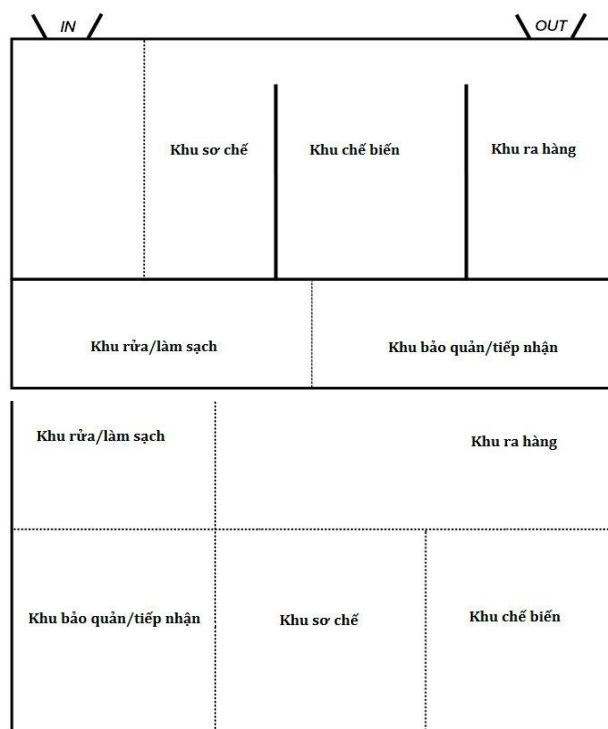 IN
OUT
Khu sơ chế
Khu chế biến
Khu ra hàng
Khu rửa/làm sạch
Khu bảo quản/tiếp nhận
Khu rửa/làm sạch
Khu ra hàng
Khu bảo quản/tiếp nhận
Khu sơ chế
Khu chế biến